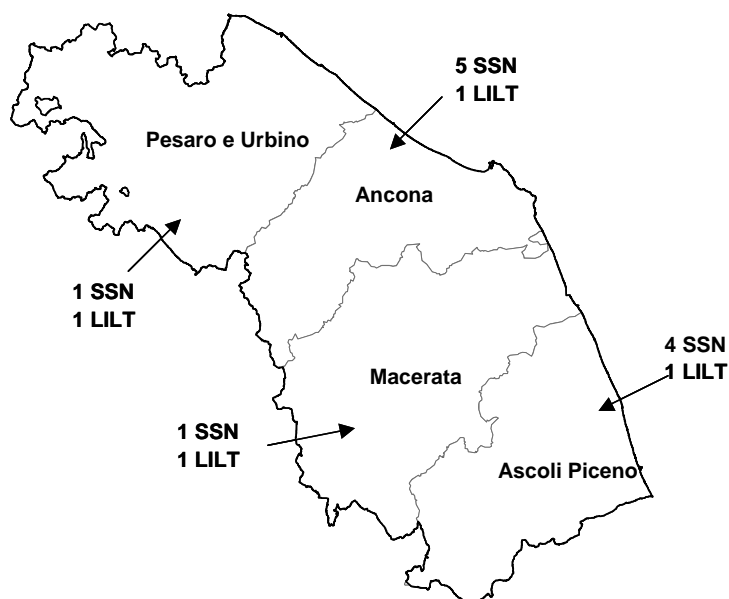 5 SSN
1 LILT
Pesaro e Urbino
Ancona
1 SSN
1 LILT
4 SSN
1 LILT
Macerata
1 SSN
1 LILT
Ascoli Piceno